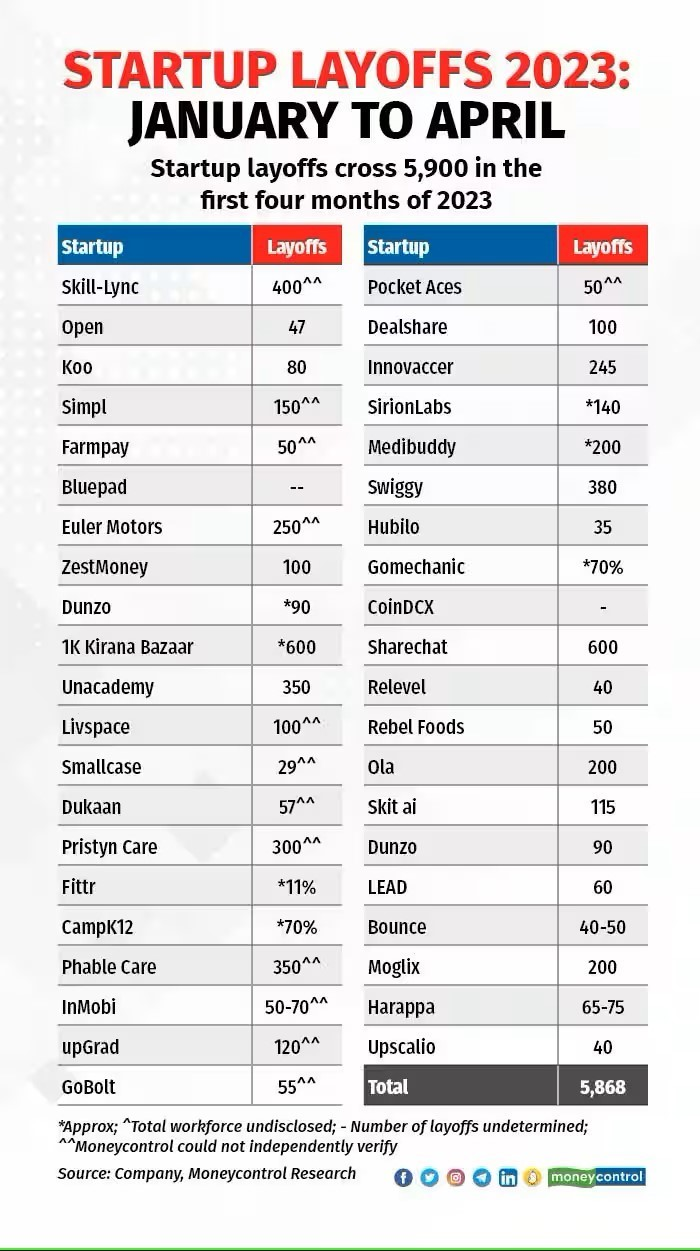 STARTUP LAYOFFS 2023:
JANUARY TO APRIL
Startup layoffs cross 5,900 in the
first four months of 2023
Startup Layoffs
Skill-Lync 400^^
Open 47
Koo 80
Simpl 150^^
Farmpay 50^^
Bluepad --
Euler Motors 250^^
ZestMoney 100
Dunzo *90
1K Kirana Bazaar *600
Unacademy 350
Livspace 100^^
Smallcase 29^^
Dukaan 57^^
Pristyn Care 300^^
Fittr *11%
CampK12 *70%
Phable Care 350^^
InMobi 50-70^^
upGrad 120^^
GoBolt 55^^
Startup Layoffs
Pocket Aces 50^^
Dealshare 100
Innovaccer 245
SirionLabs *140
Medibuddy *200
Swiggy 380
Hubilo 35
Gomechanic *70%
CoinDCX -
Sharechat 600
Relevel 40
Rebel Foods 50
Ola 200
Skit ai 115
Dunzo 90
LEAD 60
Bounce 40-50
Moglix 200
Harappa 65-75
Upscalio 40
Total 5,868
*Approx; ^Total workforce undisclosed; - Number of layoffs undetermined;
^^Moneycontrol could not independently verify
Source: Company, Moneycontrol Research
moneycontrol